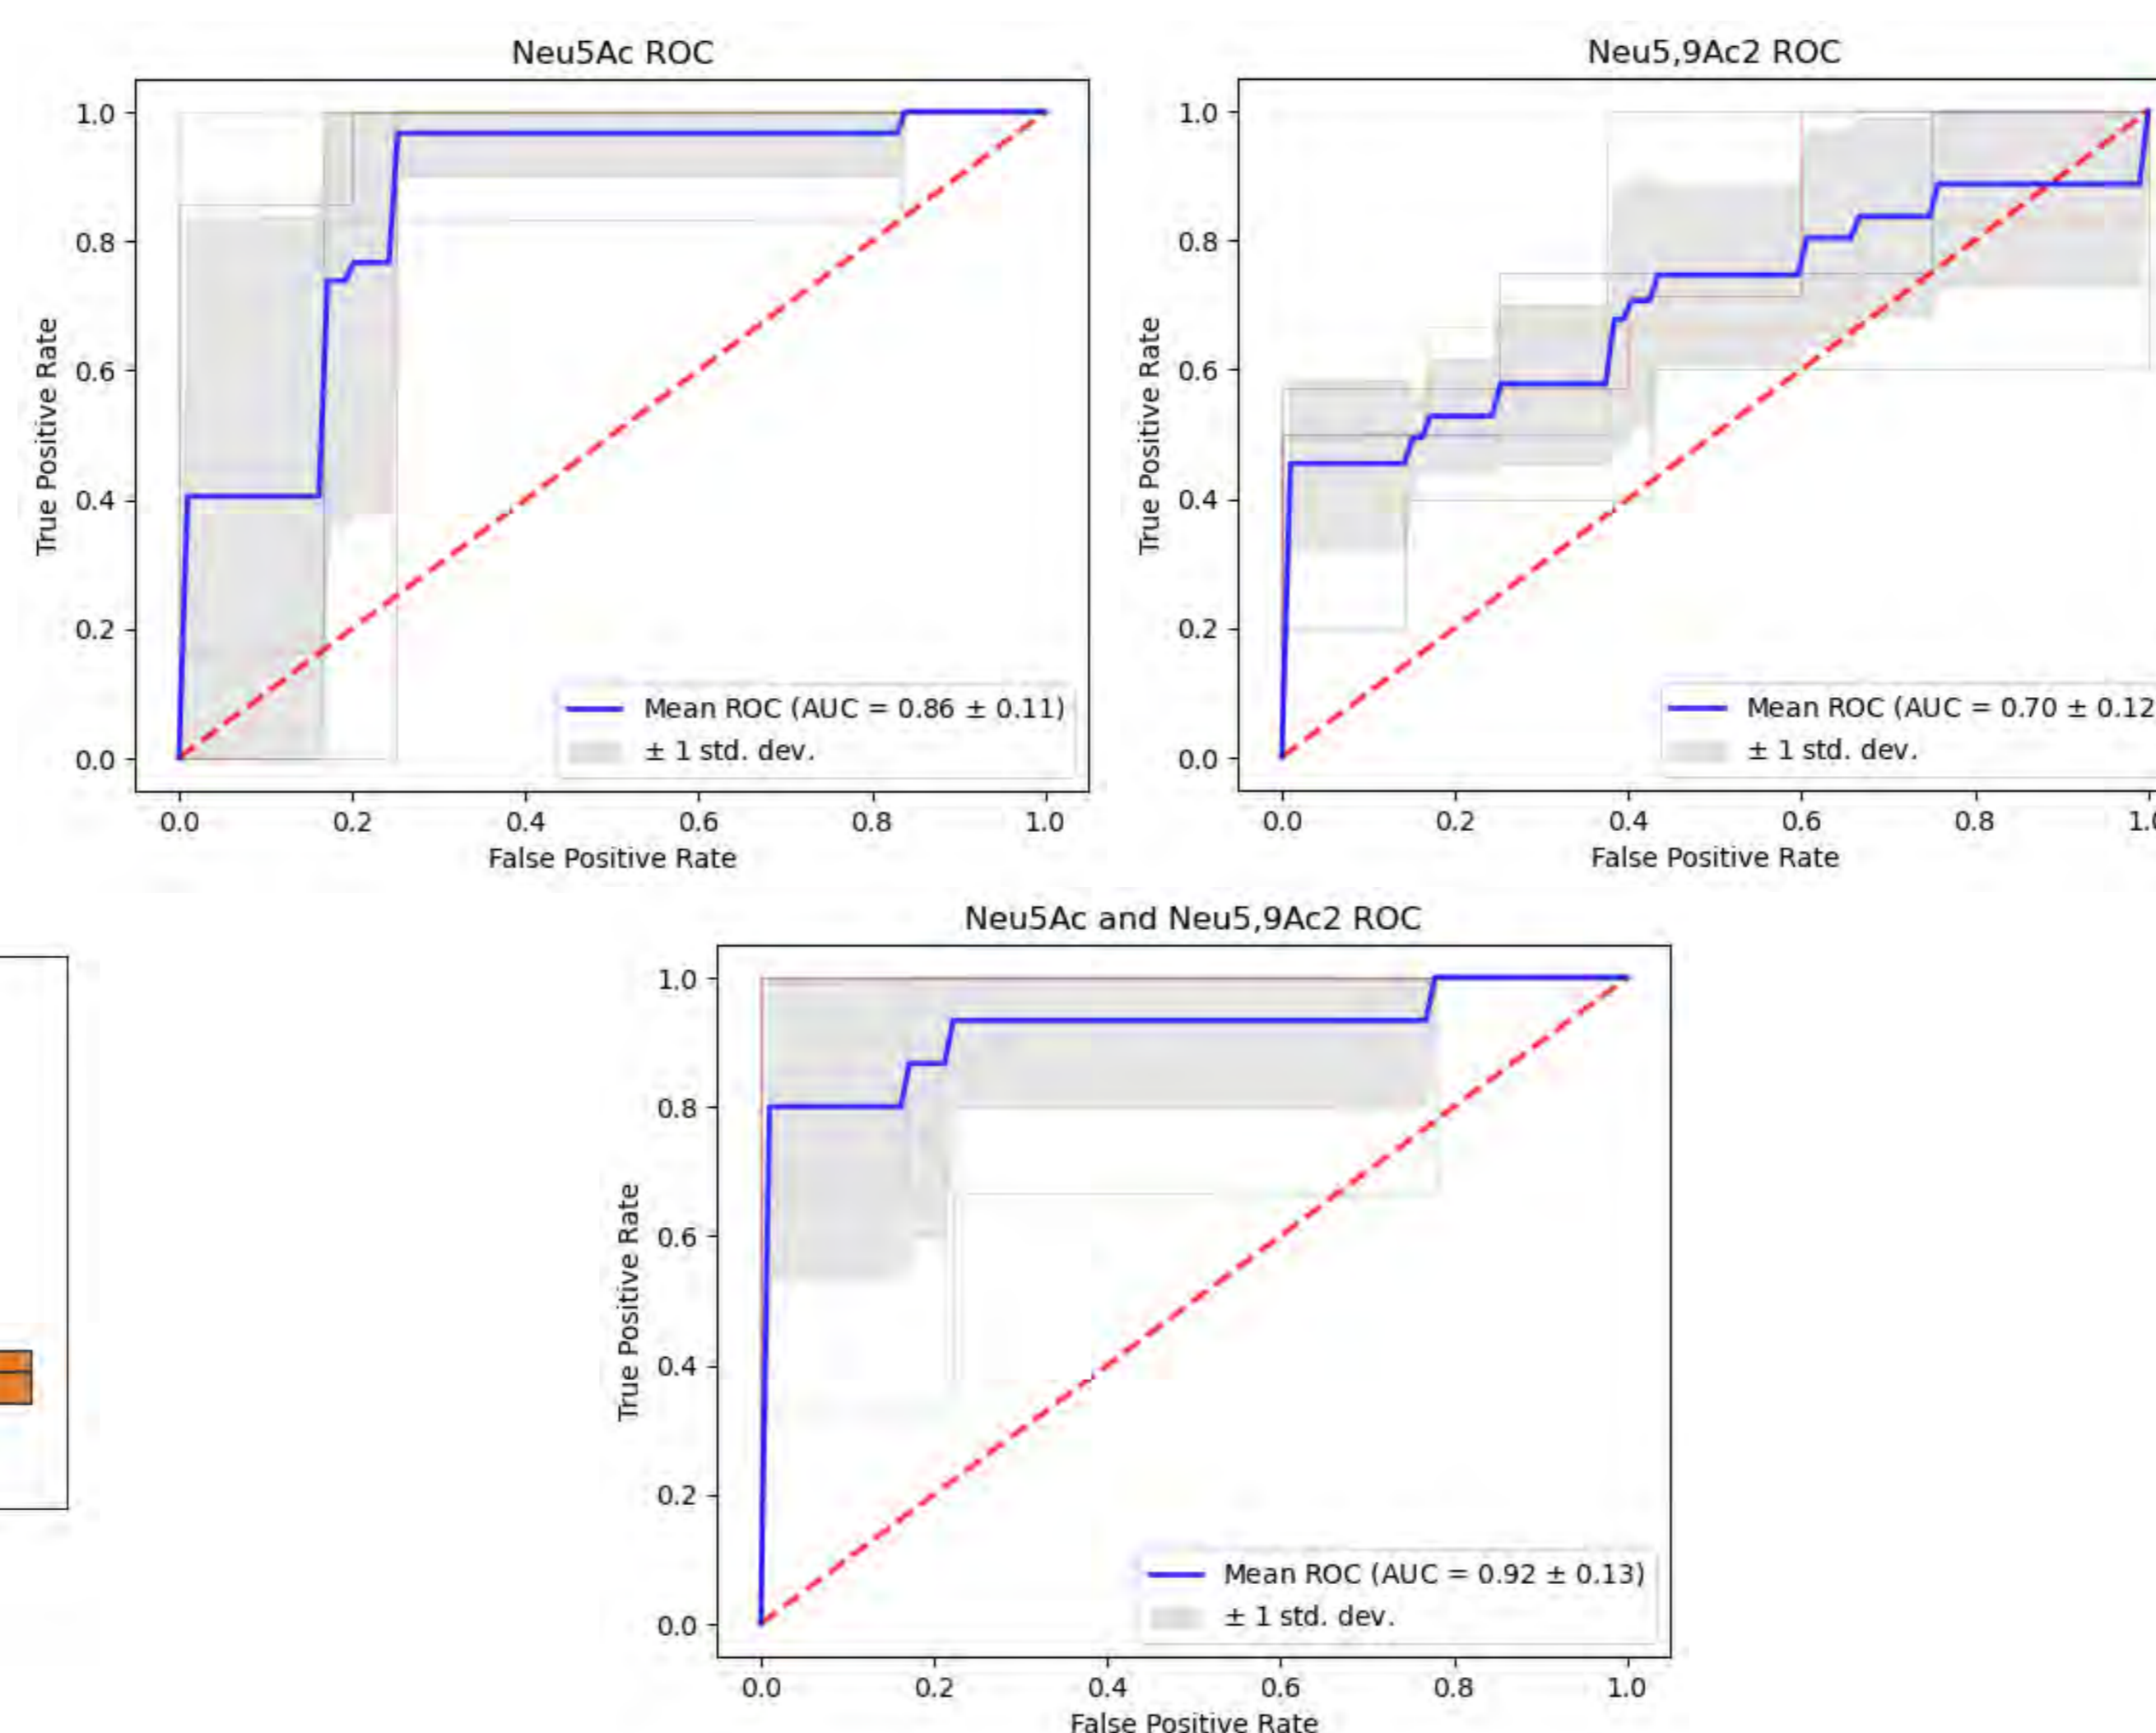 Neu5Ac ROC
True Positive Rate
1.0
0.8
0.6
0.4
0.2
0.0
Mean ROC (AUC = 0.86 ± 0.11)
± 1 std. dev.
0.0 0.2 0.4 0.6 0.8 1.0
False Positive Rate
Neu5,9Ac2 ROC
True Positive Rate
1.0
0.8
0.6
0.4
0.2
0.0
Mean ROC (AUC = 0.70 ± 0.12
± 1 std. dev.
0.0 0.2 0.4 0.6 0.8 1.0
False Positive Rate
Neu5Ac and Neu5,9Ac2 ROC
True Positive Rate
1.0
0.8
0.6
0.4
0.2
0.0
Mean ROC (AUC = 0.92 ± 0.13)
± 1 std. dev.
0.0 0.2 0.4 0.6 0.8 1.0
False Positive Rate